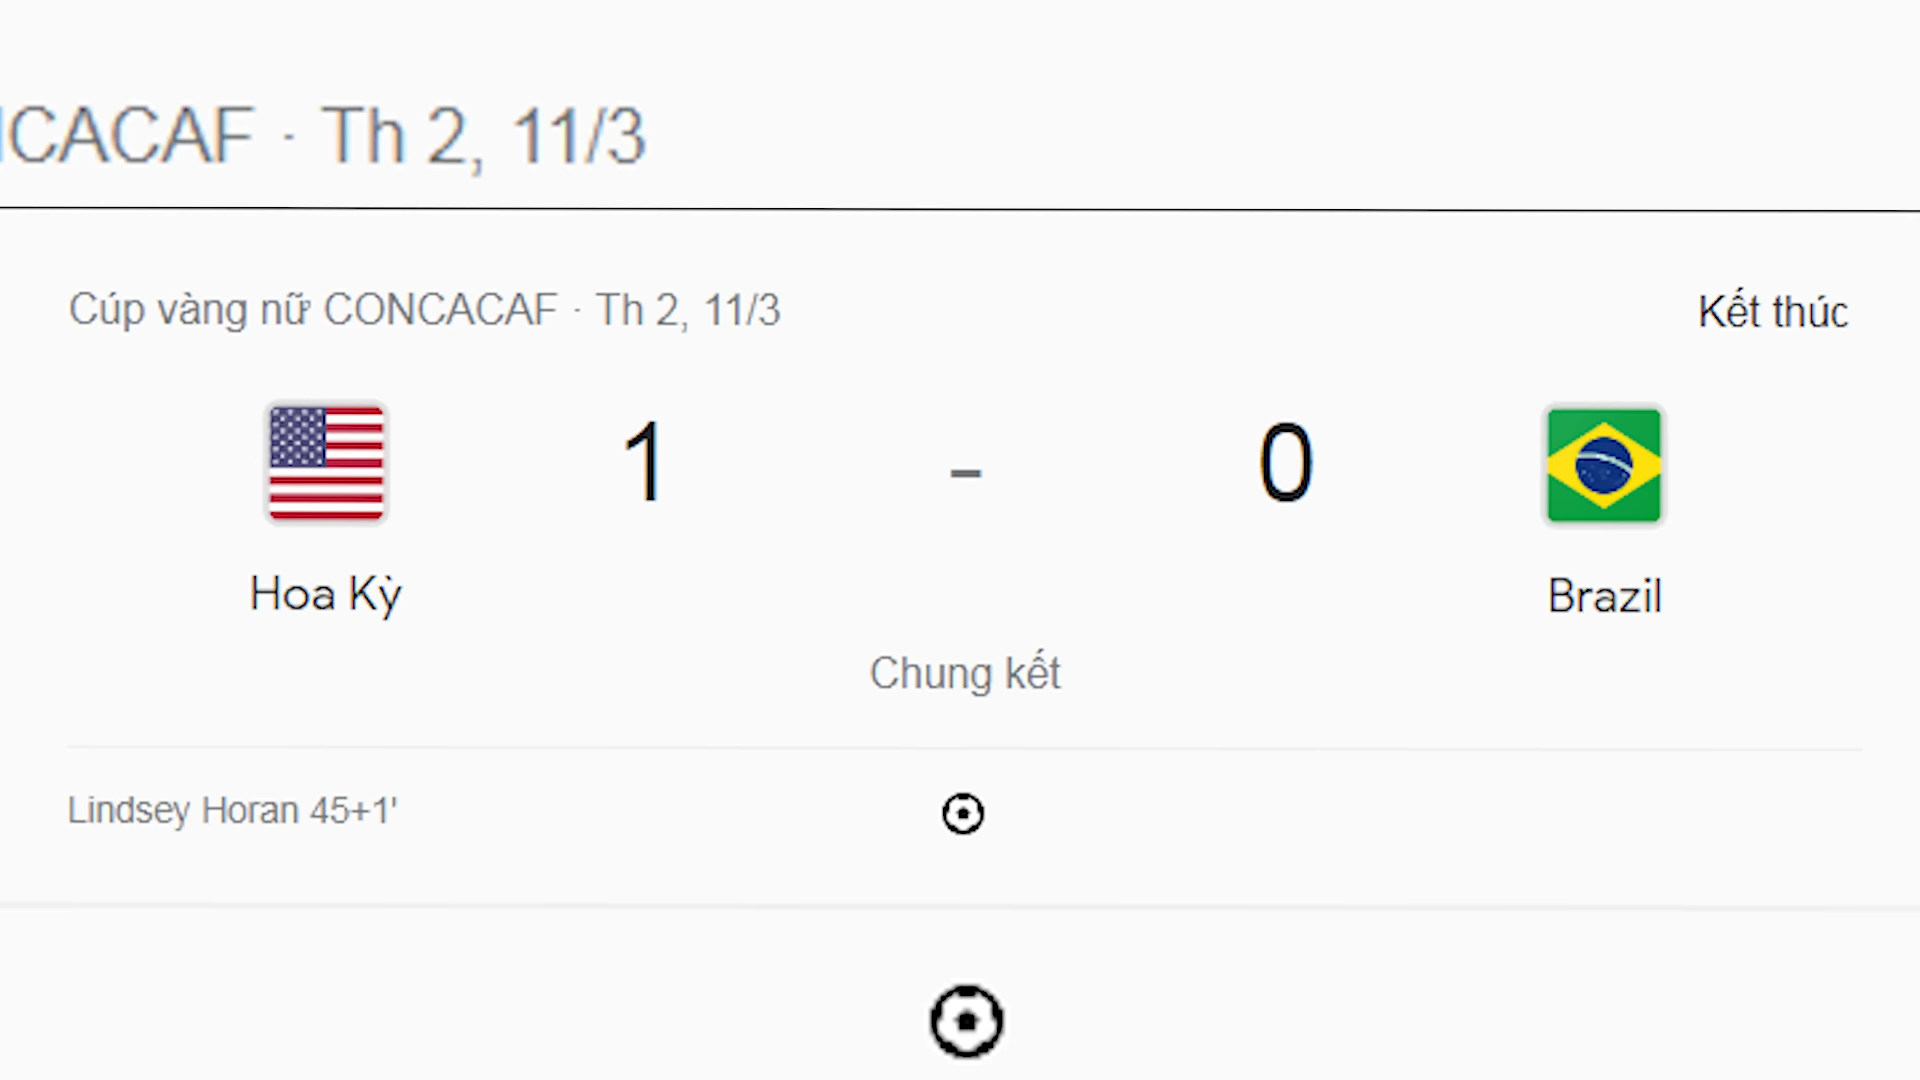 CACAF · Th 2, 11/3
Cúp vàng nữ CONCACAF · Th 2, 11/3
Kết thúc
1 - 0
Hoa Kỳ
Brazil
Chung kết
Lindsey Horan 45+1'